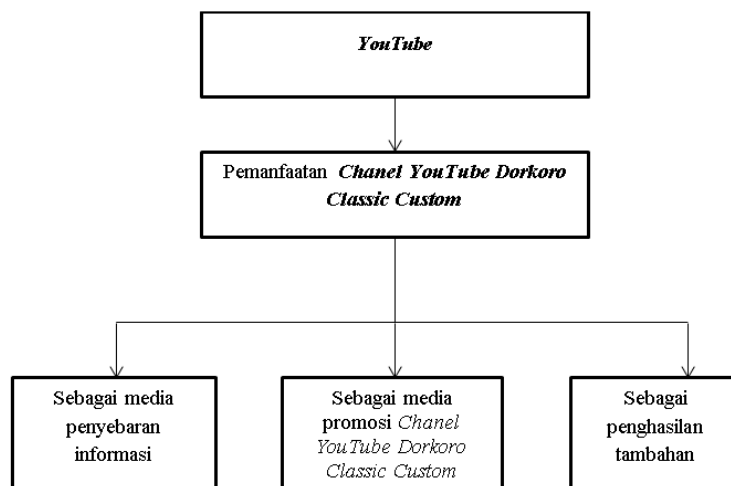 YouTube
Pemanfaatan Chanel YouTube Dorkoro
Classic Custom
Sebagai media
penyebaran
informasi
Sebagai media
promosi Chanel
YouTube Dorkoro
Classic Custom
Sebagai
penghasilan
tambahan